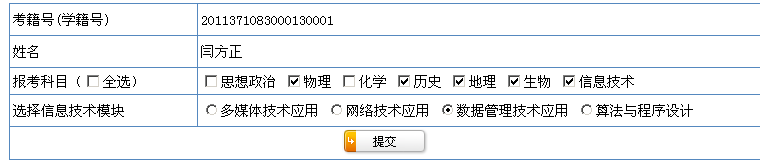 考籍号(学籍号) 2011371083000130001
姓名 闫方正
报考科目（ 全选） 思想政治 物理 化学 历史 地理 生物 信息技术
选择信息技术模块 多媒体技术应用 网络技术应用 数据管理技术应用 算法与程序设计
提交